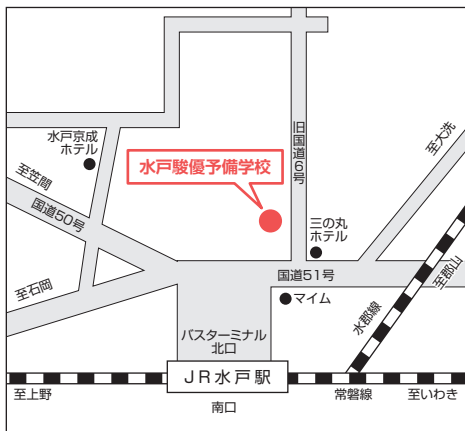 水戸京成
ホテル
旧国道6号
至大洗
水戸駿優予備学校
至笠間
国道50号
三の丸
ホテル
国道51号
至郡山
至石岡
マイム
水郡線
バスターミナル
北口
JR水戸駅
至上野
常磐線
至いわき
南口